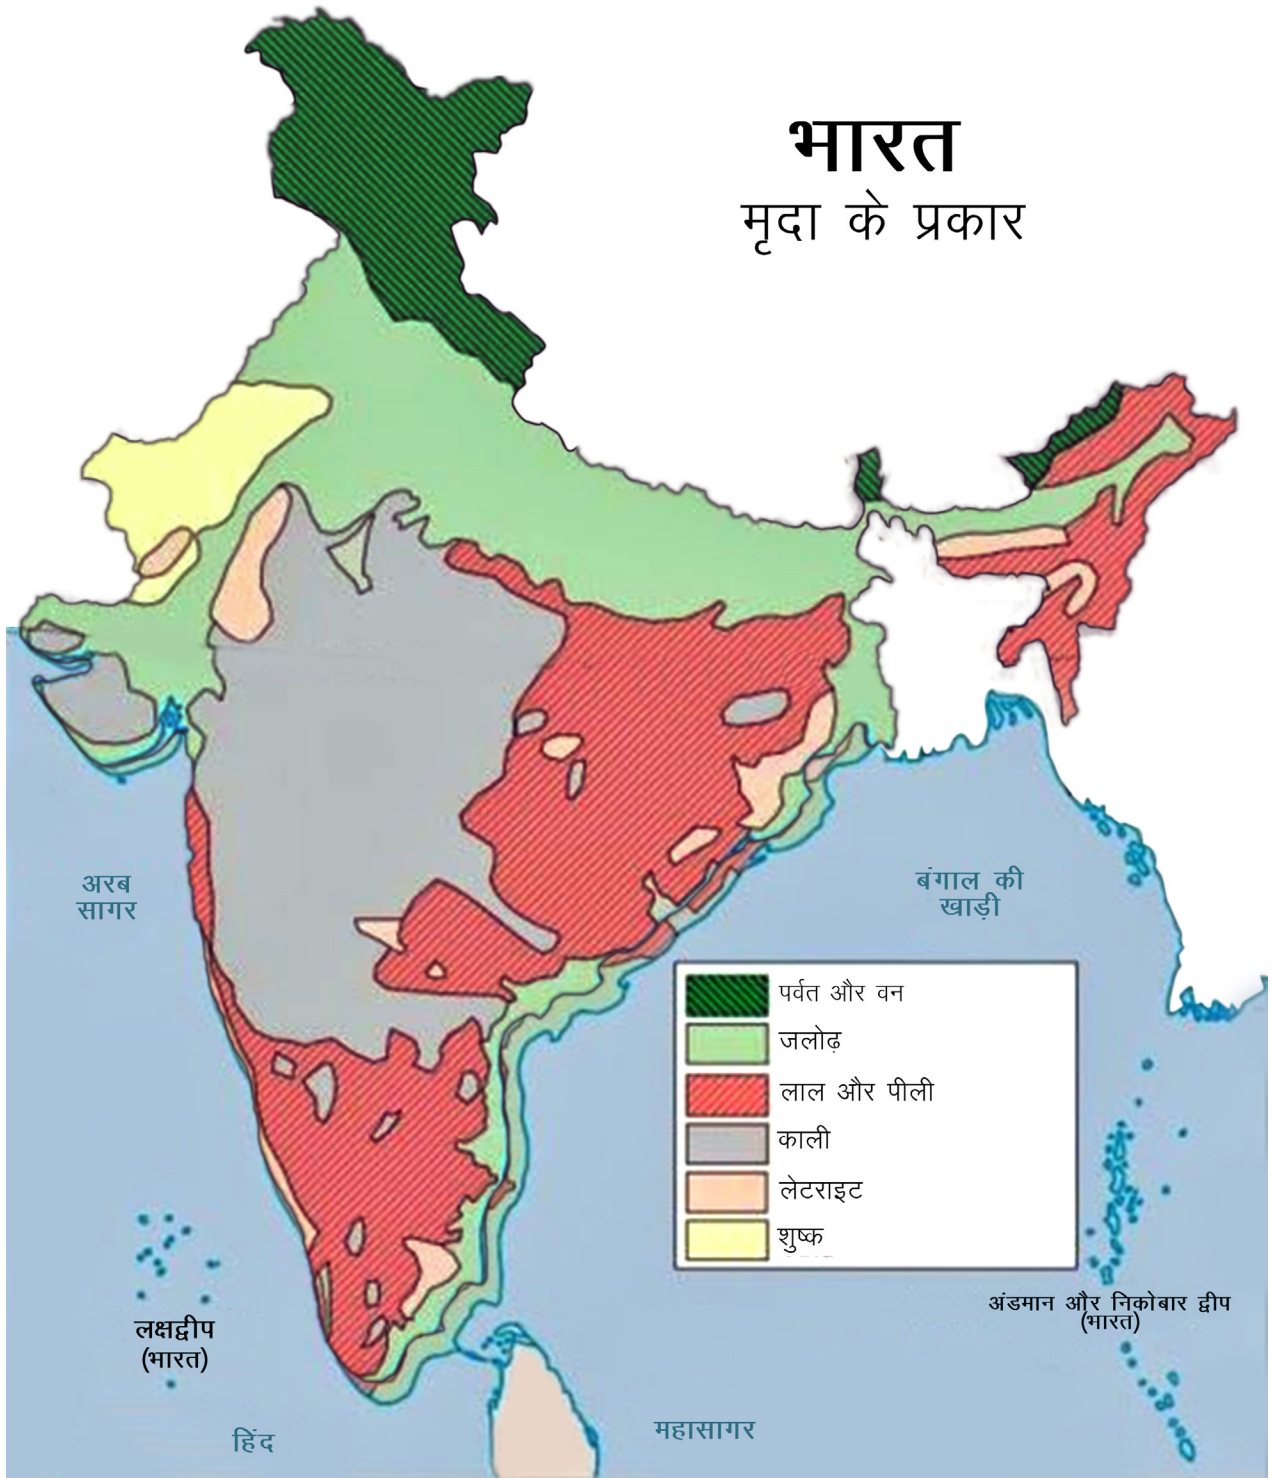 भारत
मृदा के प्रकार
अरब
सागर
बंगाल की
खाड़ी
पर्वत और वन
जलोढ़
लाल और पीली
काली
लेटराइट
शुष्क
अंडमान और निकोबार द्वीप
(भारत)
लक्षद्वीप
(भारत)
हिंद
महासागर